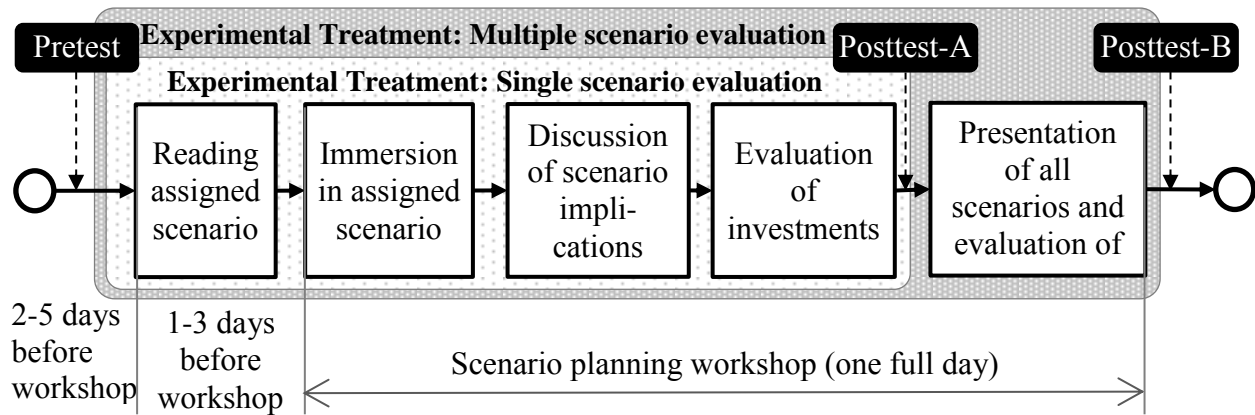 Experimental Treatment: Multiple scenario evaluation
Pretest
Posttest-A
Posttest-B
Experimental Treatment: Single scenario evaluation
Reading
assigned
scenario
Immersion
in assigned
scenario
Discussion
of scenario
impli-
cations
Evaluation
of
investments
Presentation
of all
scenarios and
evaluation of
2-5 days
before
workshop
1-3 days
before
workshop
Scenario planning workshop (one full day)